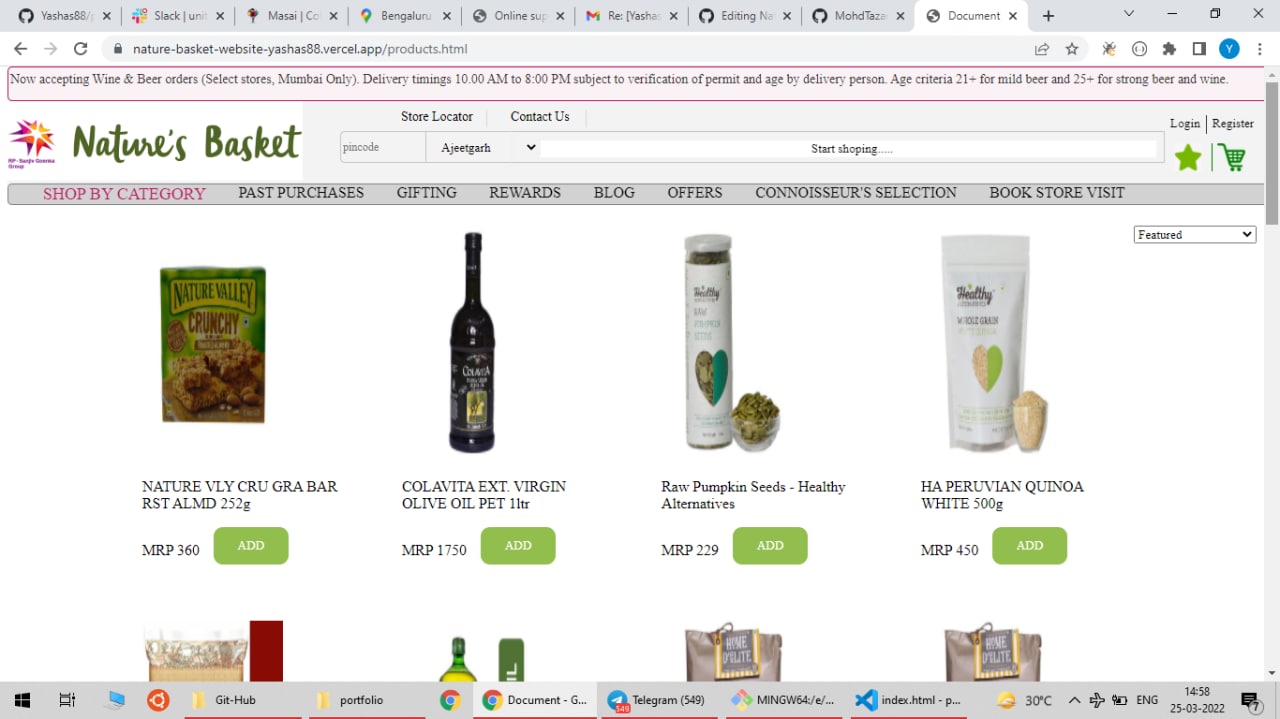 Yashas88/p
Slack | unit
Masai | Col
Bengaluru
Online sup
Re: [Yashas
Editing Nat
MohdTazar
Document
nature-basket-website-yashas88.vercel.app/products.html
Y
Now accepting Wine & Beer orders (Select stores, Mumbai Only). Delivery timings 10.00 AM to 8:00 PM subject to verification of permit and age by delivery person. Age criteria 21+ for mild beer and 25+ for strong beer and wine.
Store Locator
Contact Us
Login
Register
RP - Sanjiv Goenka
Group
Nature's Basket
pincode
Ajeetgarh
Start shoping.....
SHOP BY CATEGORY PAST PURCHASES GIFTING REWARDS BLOG OFFERS CONNOISSEUR'S SELECTION BOOK STORE VISIT
Featured
NATURE VALLEY
CRUNCHY
COLAVITA
Healthy
RAW
PUMPKIN
SEEDS
Healthy
WHOLE GRAIN
NATURE VLY CRU GRA BAR
RST ALMD 252g
COLAVITA EXT. VIRGIN
OLIVE OIL PET 1ltr
Raw Pumpkin Seeds - Healthy
Alternatives
HA PERUVIAN QUINOA
WHITE 500g
MRP 360 ADD
MRP 1750 ADD
MRP 229 ADD
MRP 450 ADD
HOME
D'ELITE
HOME
D'ELITE
Git-Hub
portfolio
Document - G...
549
Telegram (549)
MINGW64:/e/...
index.html - p...
30°C
ENG
14:58
25-03-2022
7